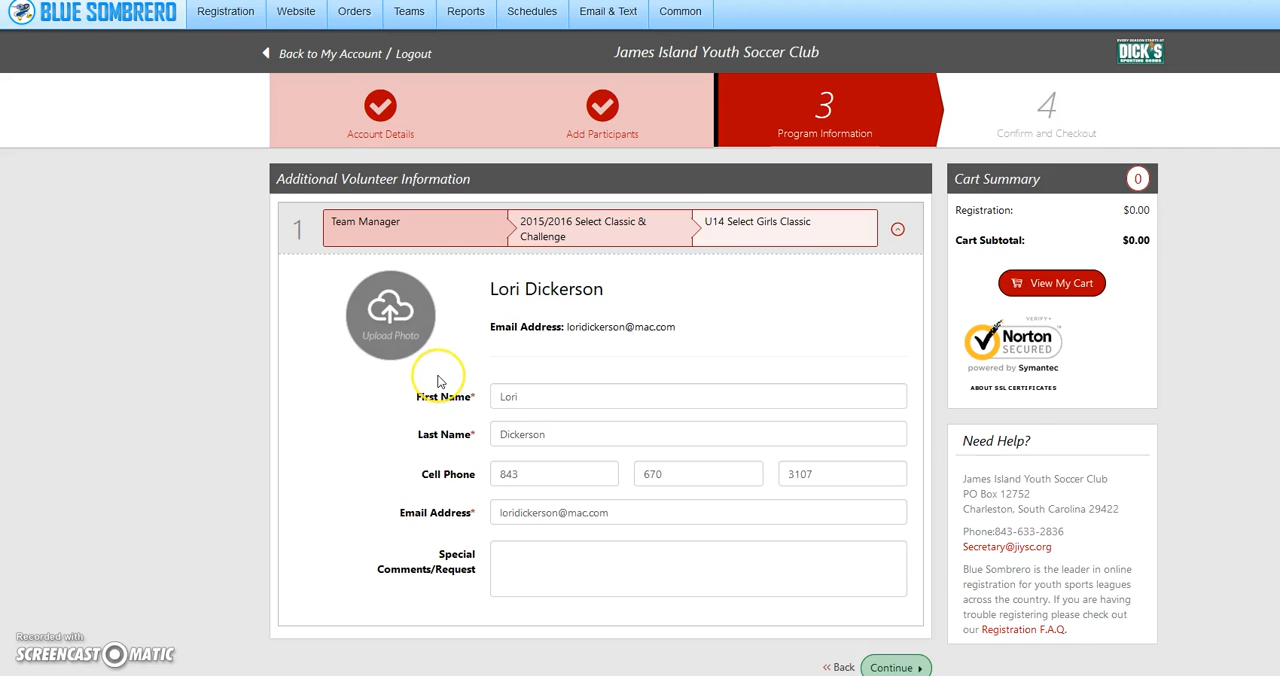 BLUE SOMBRERO
Registration
Website
Orders
Teams
Reports
Schedules
Email & Text
Common
Back to My Account / Logout
James Island Youth Soccer Club
EVERY SEASON STARTS AT
DICK'S
SPORTING GOODS
Account Details
Add Participants
3
Program Information
4
Confirm and Checkout
Additional Volunteer Information
1
Team Manager
2015/2016 Select Classic &
Challenge
U14 Select Girls Classic
Upload Photo
Lori Dickerson
Email Address: loridickerson@mac.com
First Name* Lori
Last Name* Dickerson
Cell Phone 843 670 3107
Email Address* loridickerson@mac.com
Special
Comments/Request
<< Back
Continue
Cart Summary 0
Registration: $0.00
Cart Subtotal: $0.00
View My Cart
VERIFY+
Norton
SECURED
powered by Symantec
ABOUT SSL CERTIFICATES
Need Help?
James Island Youth Soccer Club
PO Box 12752
Charleston, South Carolina 29422
Phone:843-633-2836
Secretary@jiysc.org
Blue Sombrero is the leader in online
registration for youth sports leagues
across the country. If you are having
trouble registering please check out
our Registration F.A.Q.
Recorded with
SCREENCAST-O-MATIC